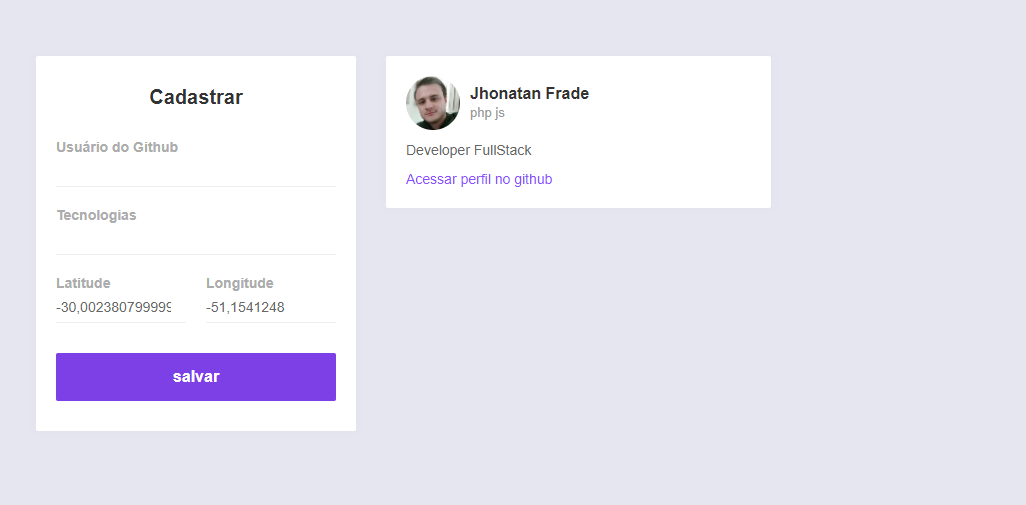 Cadastrar
Usuário do Github
Tecnologias
Latitude
Longitude
-30,002380799999
-51,1541248
salvar
Jhonatan Frade
php js
Developer FullStack
Acessar perfil no github